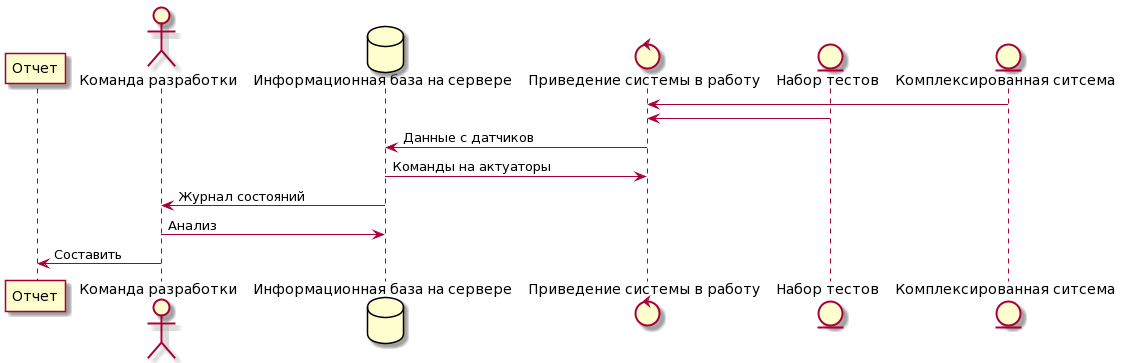 Отчет
Команда разработки
Информационная база на сервере
Приведение системы в работу
Набор тестов
Комплексированная ситсема
Данные с датчиков
Команды на актуаторы
Журнал состояний
Анализ
Составить
Отчет
Команда разработки
Информационная база на сервере
Приведение системы в работу
Набор тестов
Комплексированная ситсема